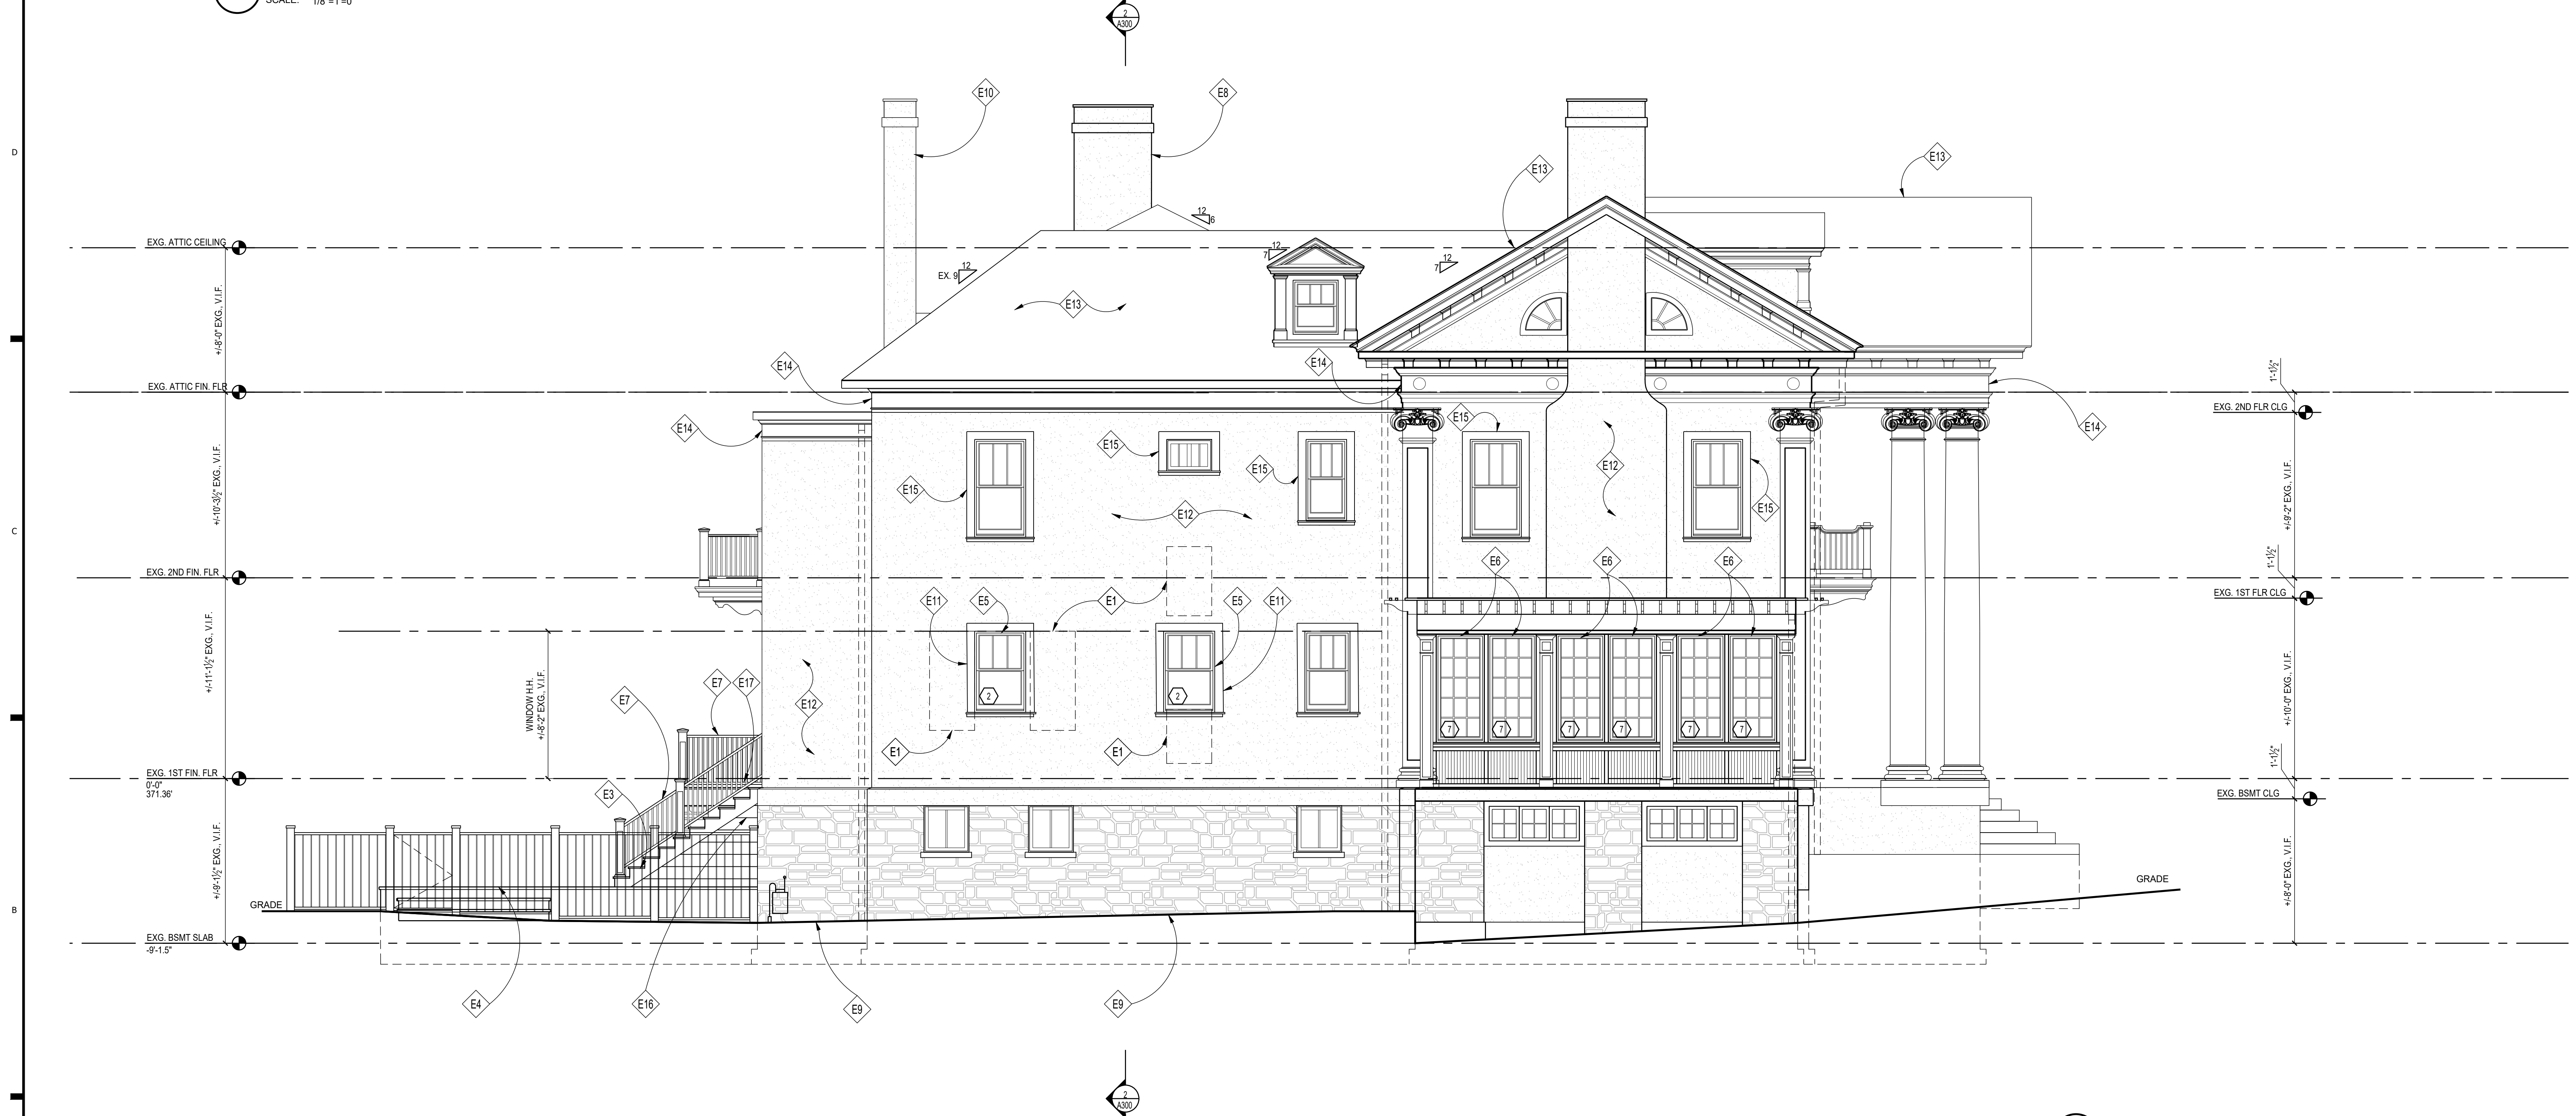 SCALE: 1/8"=1'=0"
2
A300
E10
E8
D
E13
E13
12
6
EXG. ATTIC CEILING
12
7
12
7
EX. 9
12
E13
+/-8'-0" EXG., V.I.F.
E14
E14
1'-1½"
EXG. ATTIC FIN. FLR
EXG. 2ND FLR CLG
E14
E15
E14
E15
E15
E12
E15
E15
+/-10'-3½" EXG., V.I.F.
+/-9'-2" EXG., V.I.F.
E12
C
E6
E6
E6
1'-1½"
EXG. 2ND FIN. FLR
EXG. 1ST FLR CLG
E11
E5
E1
E5
E11
+/-11'-1½" EXG., V.I.F.
WINDOW H.H.
+/-8'-2" EXG., V.I.F.
+/-10'-0" EXG., V.I.F.
E7
E7
E17
E12
2
2
7
7
7
7
7
7
E1
E1
1'-1½"
EXG. 1ST FIN. FLR
0'-0"
371.36'
E3
EXG. BSMT CLG
+/-9'-1½" EXG., V.I.F.
+/-8'-0" EXG., V.I.F.
GRADE
GRADE
B
EXG. BSMT SLAB
-9'-1.5"
E4
E16
E9
E9
2
A300